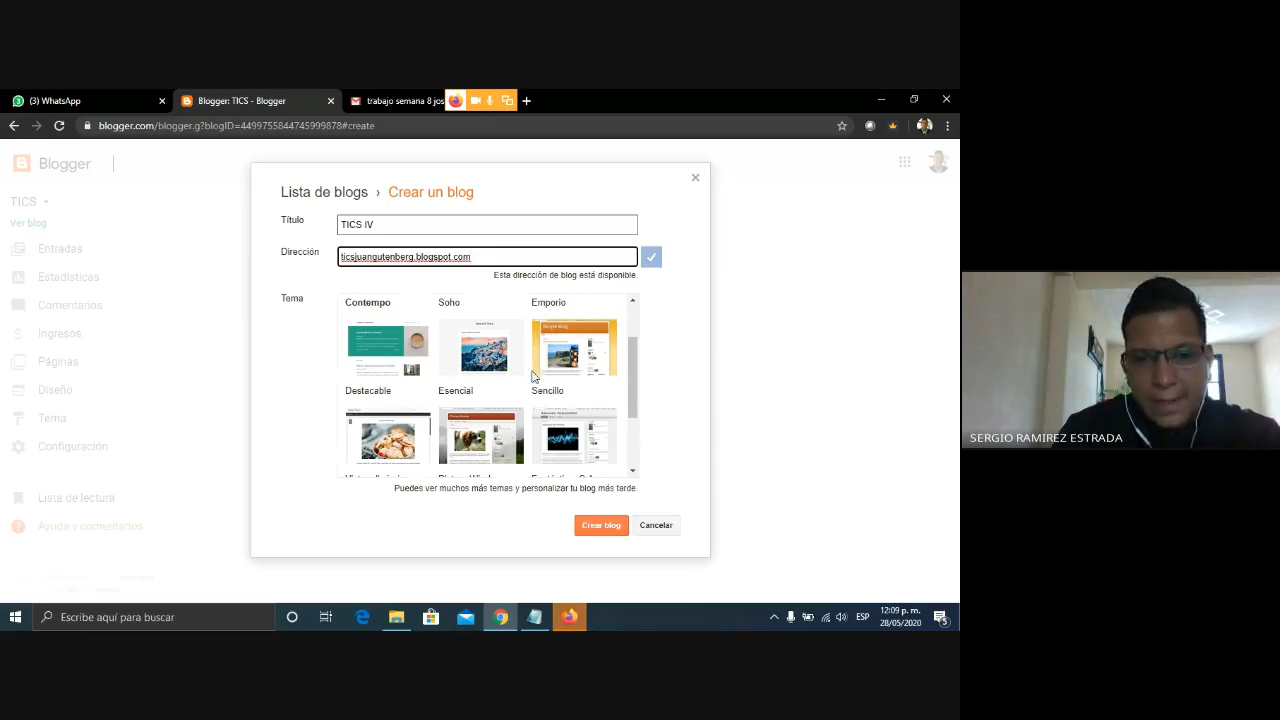 (3) WhatsApp
Blogger: TICS - Blogger
trabajo semana 8 jos
blogger.com/blogger.g?blogID=4499755844745999878#create
Blogger
TICS
Ver blog
Entradas
Estadísticas
Comentarios
Ingresos
Páginas
Diseño
Tema
Configuración
Lista de lectura
Ayuda y comentarios
Lista de blogs › Crear un blog
Título
TICS IV
Dirección
ticsjuangutenberg.blogspot.com
Esta dirección de blog está disponible.
Tema
Contempo Soho Emporio
Destacable Esencial Sencillo
Puedes ver muchos más temas y personalizar tu blog más tarde.
Crear blog Cancelar
SERGIO RAMIREZ ESTRADA
Escribe aquí para buscar
ESP
12:09 p. m.
28/05/2020
5